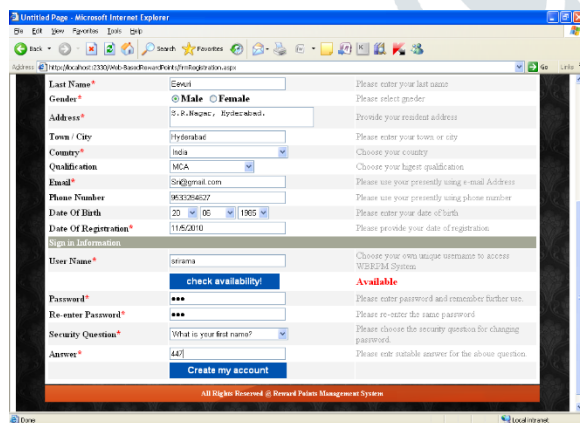 Untitled Page - Microsoft Internet Explorer
File Edit View Favorites Tools Help
Back Search Favorites
Address http://localhost:2330/Web-BasedRewardPoints/frmRegistration.aspx Go Links
Last Name* Eevuri Please enter your last name
Gender* Male Female Please select gneder
Address* S.R.Nagar, Hyderabad. Provide your resident address
Town / City Hyderabad Please enter your town or city
Country* India Choose your country
Qualification MCA Choose your higest qualification
Email* Siri@gmail.com Please use your presently using e-mail Address
Phone Number 9533284627 Please use your presently using phone number
Date Of Birth 20 06 1985 Please enter your date of birth
Date Of Registration* 11/5/2010 Please provide your date of registration
Sign in Information
User Name* srirama Choose your own unique username to access
WBRPM System
check availability! Available
Password* Please enter password and remember further use.
Re-enter Password* Please re-enter the same password
Security Question* What is your first name? Please choose the security question for changing
password.
Answer* 447 Please entr suitable answer for the above question
Create my account
All Rights Reserved @ Reward Points Management System
Done Local intranet